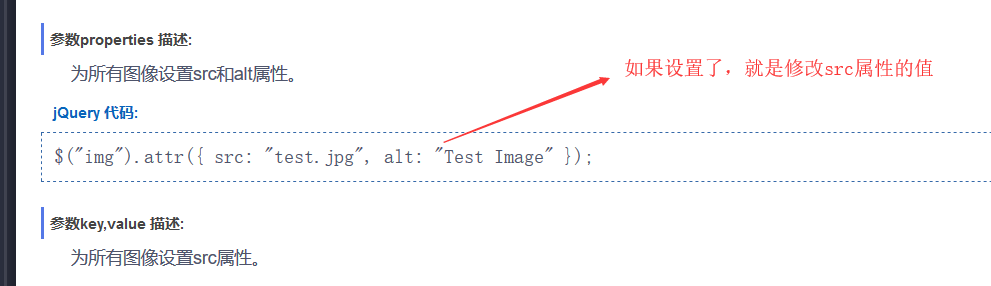 参数properties 描述:
为所有图像设置src和alt属性。
如果设置了，就是修改src属性的值
jQuery 代码:
$("img").attr({ src: "test.jpg", alt: "Test Image" });
参数key,value 描述:
为所有图像设置src属性。